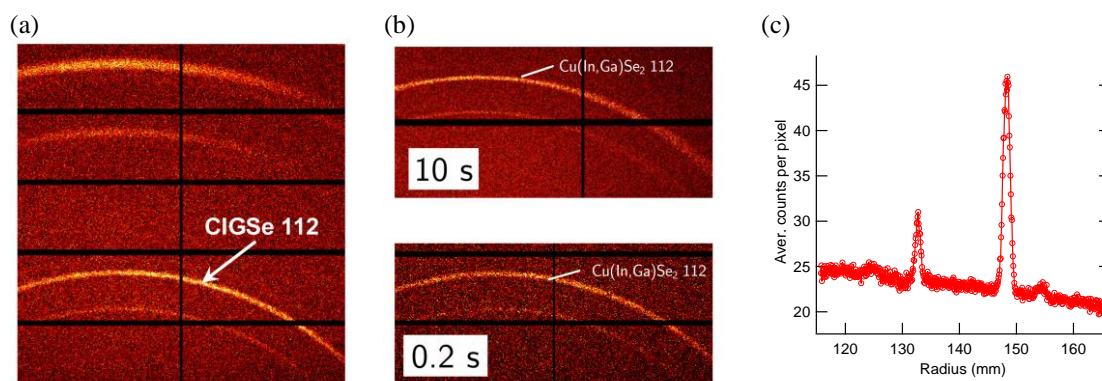 (a)
CIGSe 112
(b)
Cu(In,Ga)Se₂ 112
10 s
Cu(In,Ga)Se₂ 112
0.2 s
(c)
Aver. counts per pixel
45
40
35
30
25
20
120 130 140 150 160
Radius (mm)